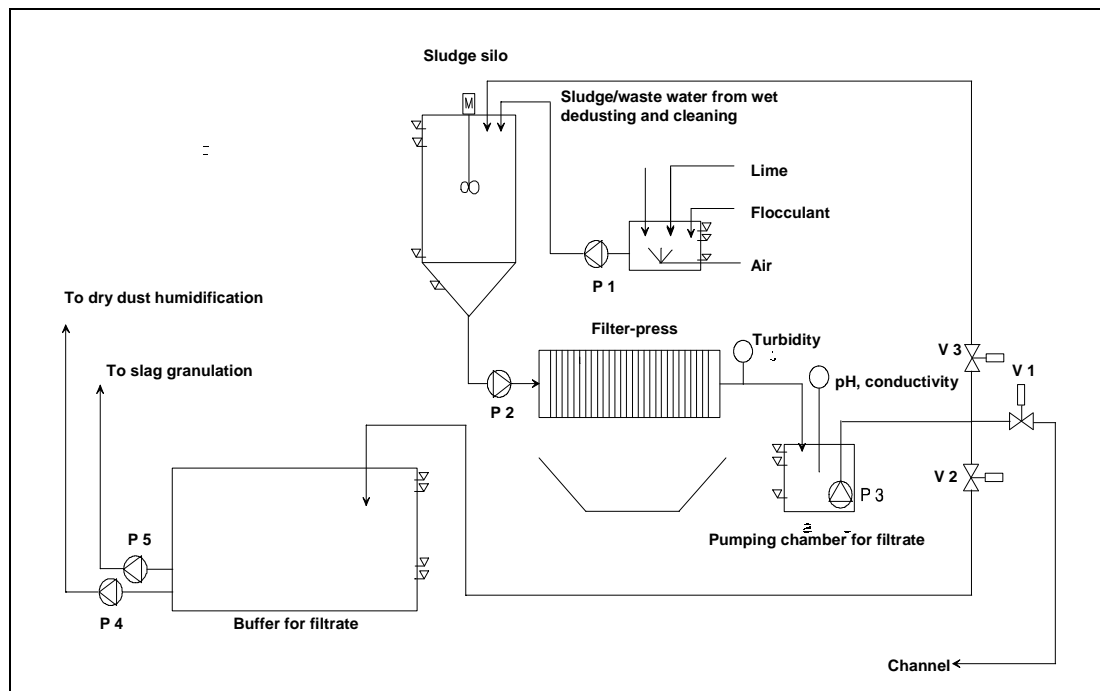 Sludge silo
M
Sludge/waste water from wet
dedusting and cleaning
Lime
Flocculant
Air
P 1
To dry dust humidification
Filter-press
Turbidity
V 3
V 1
To slag granulation
pH, conductivity
P 2
V 2
P 3
Pumping chamber for filtrate
P 5
P 4
Buffer for filtrate
Channel